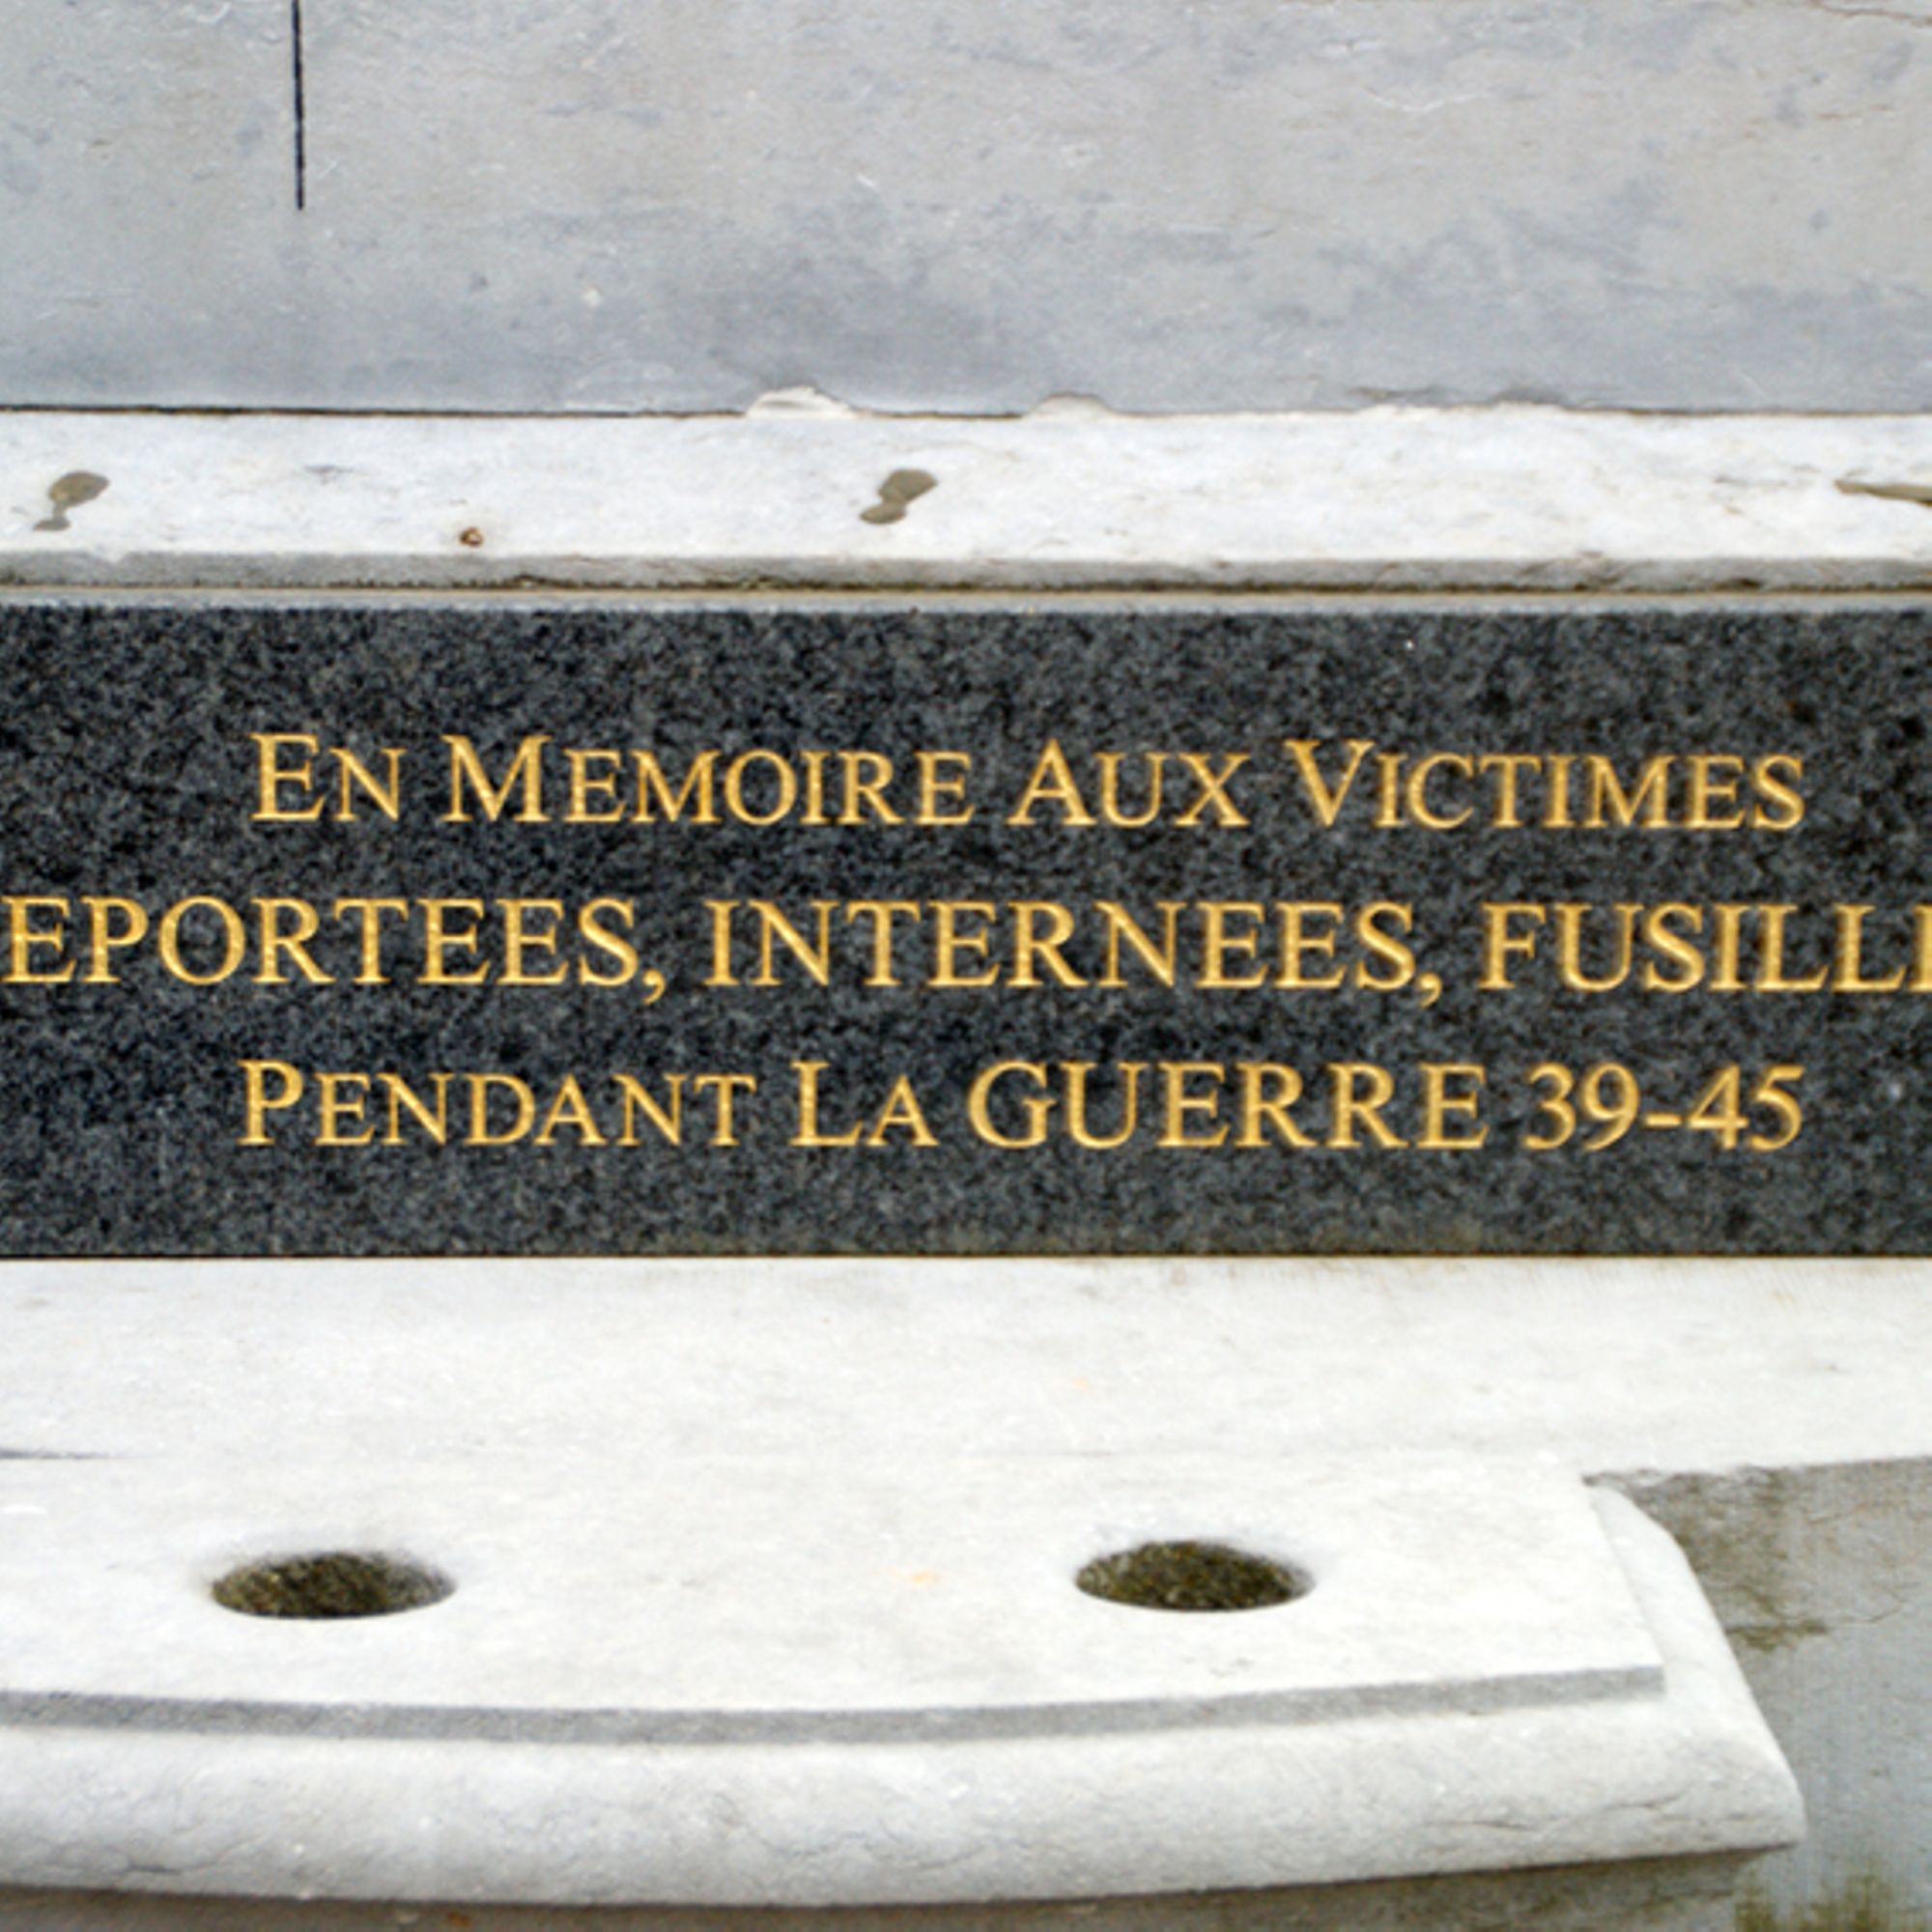 En Memoire Aux Victimes
EPORTEES, INTERNEES, FUSILL
Pendant La GUERRE 39-45